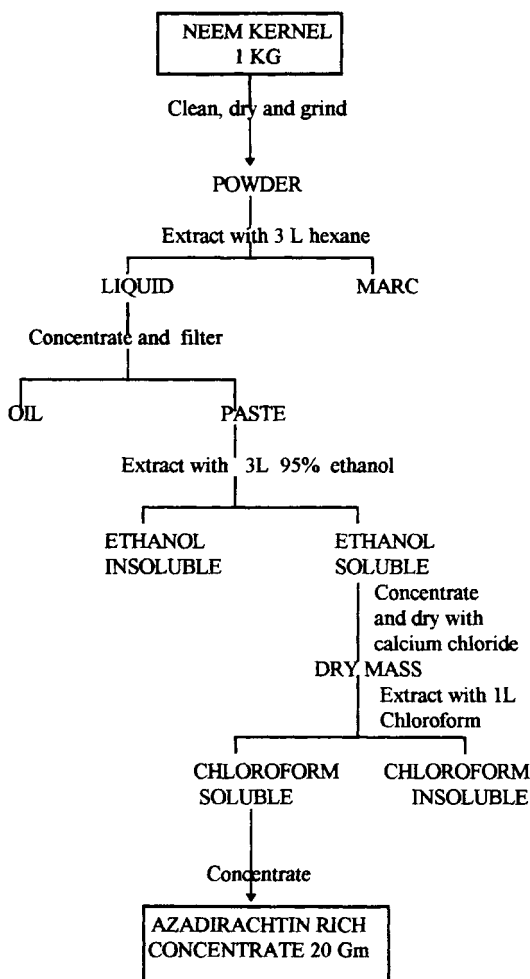 NEEM KERNEL
1 KG
Clean, dry and grind
POWDER
Extract with 3 L hexane
LIQUID
MARC
Concentrate and filter
OIL
PASTE
Extract with 3L 95% ethanol
ETHANOL
INSOLUBLE
ETHANOL
SOLUBLE
Concentrate
and dry with
calcium chloride
DRY MASS
Extract with 1L
Chloroform
CHLOROFORM
SOLUBLE
CHLOROFORM
INSOLUBLE
Concentrate
AZADIRACHTIN RICH
CONCENTRATE 20 Gm